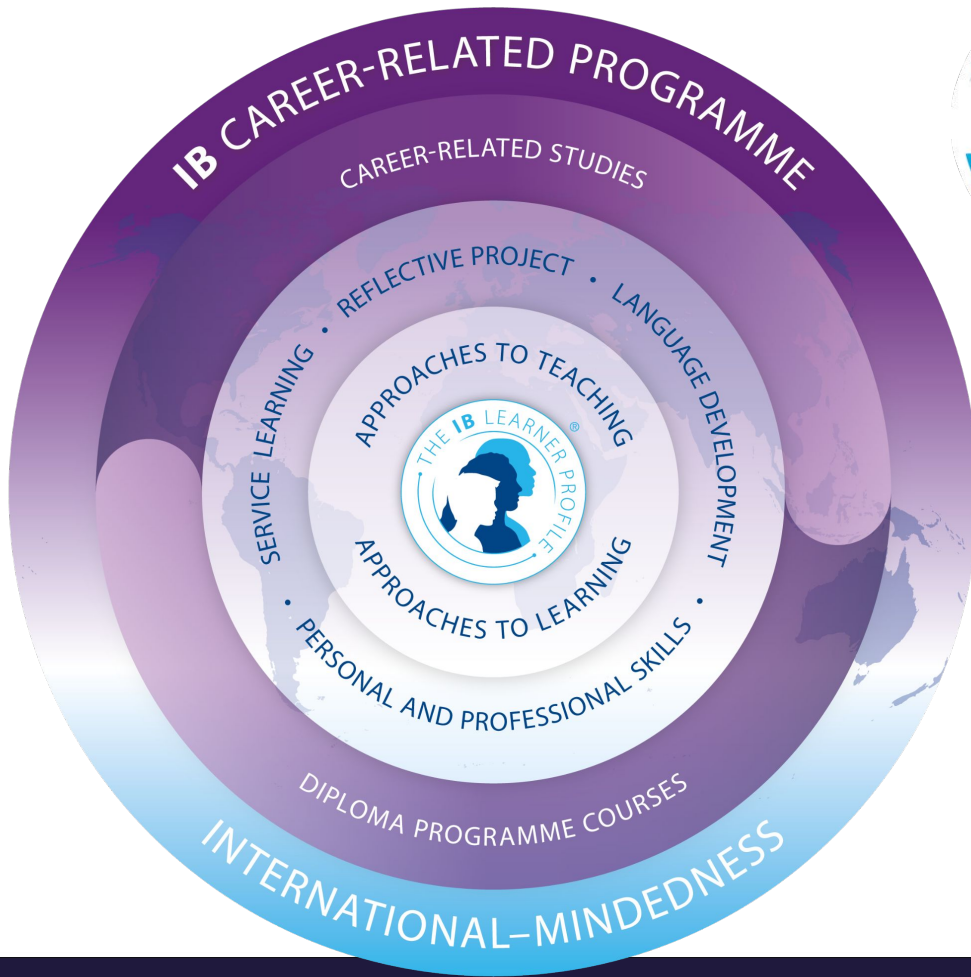 IB CAREER-RELATED PROGRAMME
CAREER-RELATED STUDIES
SERVICE LEARNING • REFLECTIVE PROJECT • LANGUAGE DEVELOPMENT
APPROACHES TO TEACHING
THE IB LEARNER PROFILE ®
APPROACHES TO LEARNING
• PERSONAL AND PROFESSIONAL SKILLS •
DIPLOMA PROGRAMME COURSES
INTERNATIONAL–MINDEDNESS